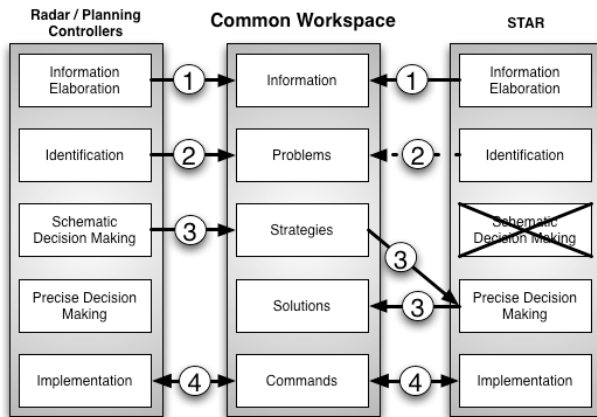 Radar / Planning
Controllers
Common Workspace
STAR
Information
Elaboration
1
Information
1
Information
Elaboration
Identification
2
Problems
2
Identification
Schematic
Decision Making
3
Strategies
Schematic
Decision Making
3
Precise Decision
Making
Solutions
3
Precise Decision
Making
Implementation
4
Commands
4
Implementation